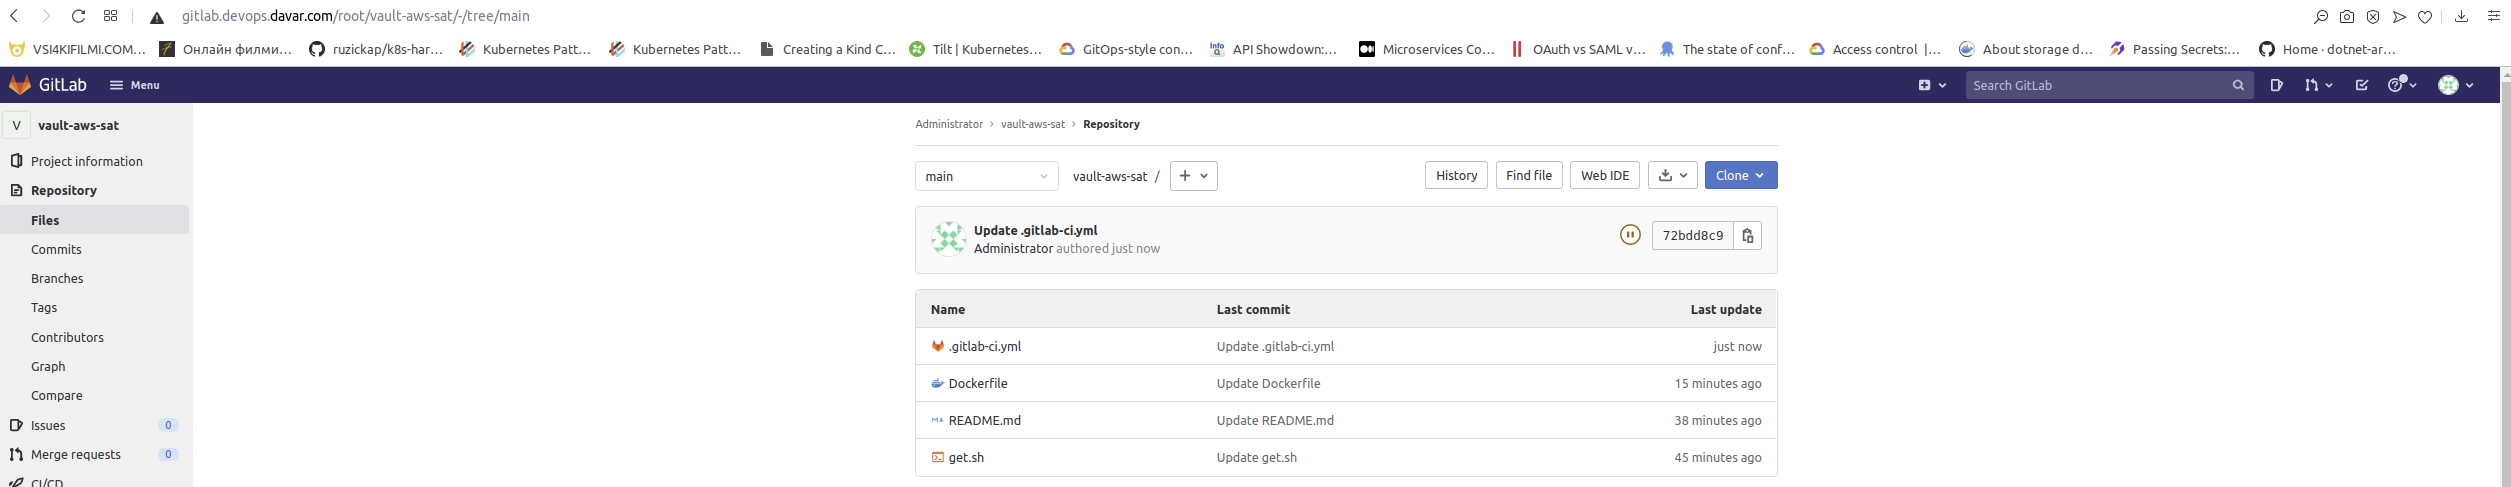 gitlab.devops.davar.com/root/vault-aws-sat/-/tree/main
VSI4KIFILMI.COM... Онлайн филми... ruzickap/k8s-har... Kubernetes Patt... Kubernetes Patt... Creating a Kind C... Tilt | Kubernetes... GitOps-style con... Info Q API Showdown:... Microservices Co... OAuth vs SAML v... The state of conf... Access control |... About storage d... Passing Secrets:... Home · dotnet-ar...
GitLab Menu Search GitLab
V vault-aws-sat
Project information
Repository
Files
Commits
Branches
Tags
Contributors
Graph
Compare
Issues 0
Merge requests 0
CI/CD
Administrator > vault-aws-sat > Repository
main vault-aws-sat / + History Find file Web IDE Clone
Update .gitlab-ci.yml
Administrator authored just now
72bdd8c9
Name Last commit Last update
.gitlab-ci.yml Update .gitlab-ci.yml just now
Dockerfile Update Dockerfile 15 minutes ago
README.md Update README.md 38 minutes ago
get.sh Update get.sh 45 minutes ago